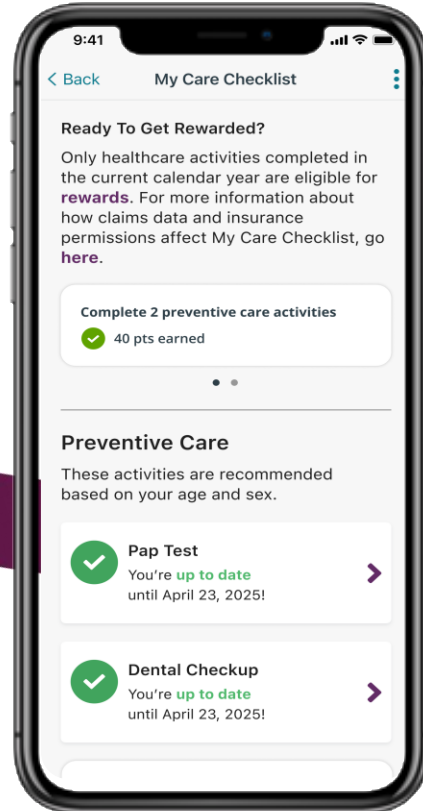 9:41
Back My Care Checklist
Ready To Get Rewarded?
Only healthcare activities completed in
the current calendar year are eligible for
rewards. For more information about
how claims data and insurance
permissions affect My Care Checklist, go
here.
Complete 2 preventive care activities
40 pts earned
Preventive Care
These activities are recommended
based on your age and sex.
Pap Test
You're up to date
until April 23, 2025!
Dental Checkup
You're up to date
until April 23, 2025!